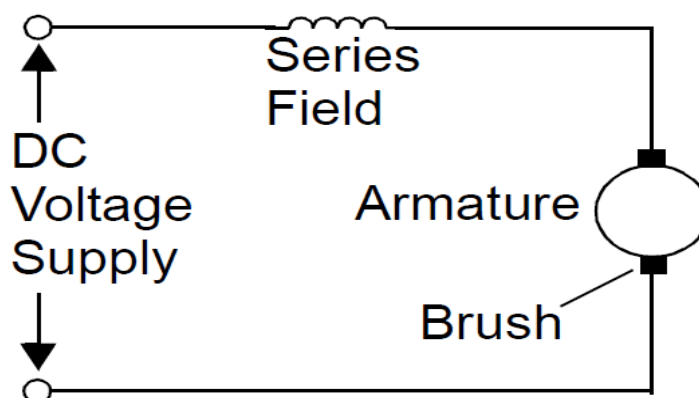 Series
Field
DC
Voltage
Supply
Armature
Brush